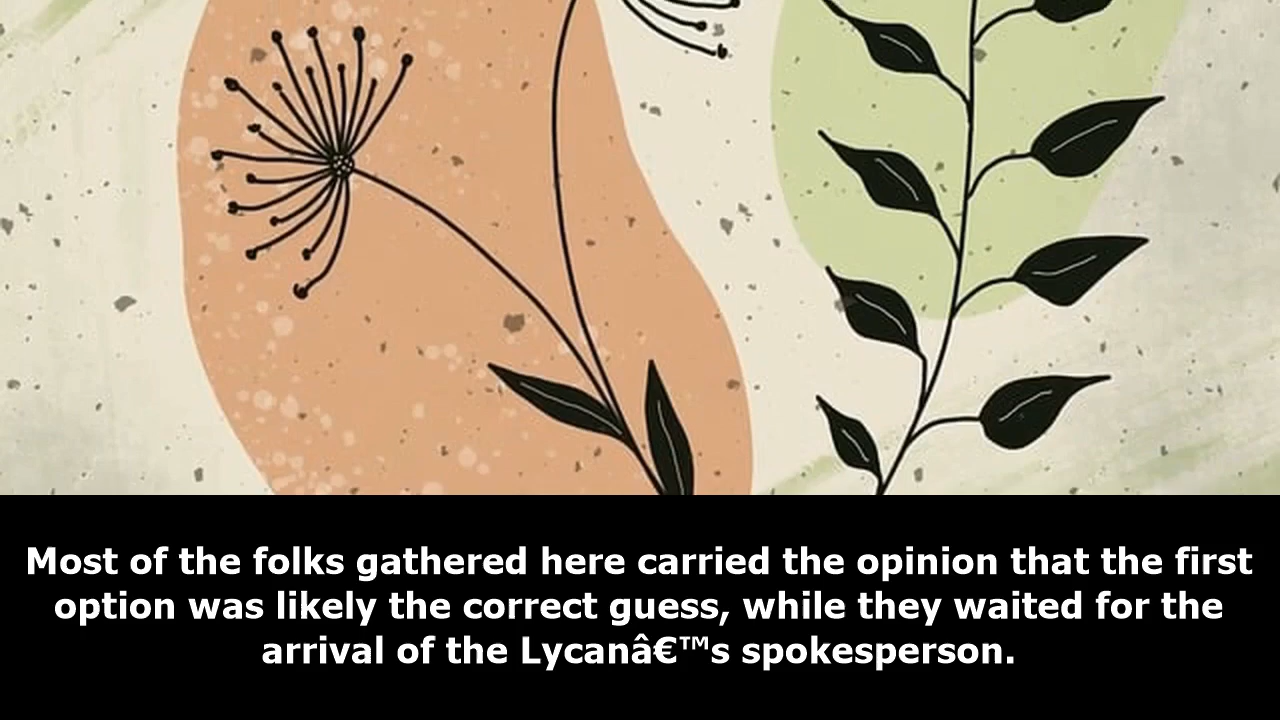 Most of the folks gathered here carried the opinion that the first
option was likely the correct guess, while they waited for the
arrival of the Lycanâ€™s spokesperson.